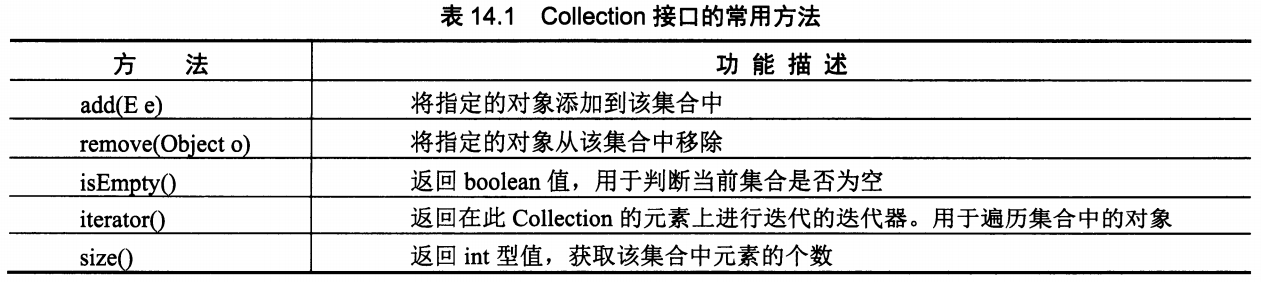 表 14.1 Collection 接口的常用方法
方 法 功 能 描 述
add(E e) 将指定的对象添加到该集合中
remove(Object o) 将指定的对象从该集合中移除
isEmpty() 返回 boolean 值，用于判断当前集合是否为空
iterator() 返回在此 Collection 的元素上进行迭代的迭代器。用于遍历集合中的对象
size() 返回 int 型值，获取该集合中元素的个数